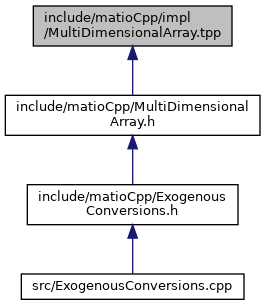 include/matioCpp/impl
/MultiDimensionalArray.tpp
include/matioCpp/MultiDimensional
Array.h
include/matioCpp/Exogenous
Conversions.h
src/ExogenousConversions.cpp